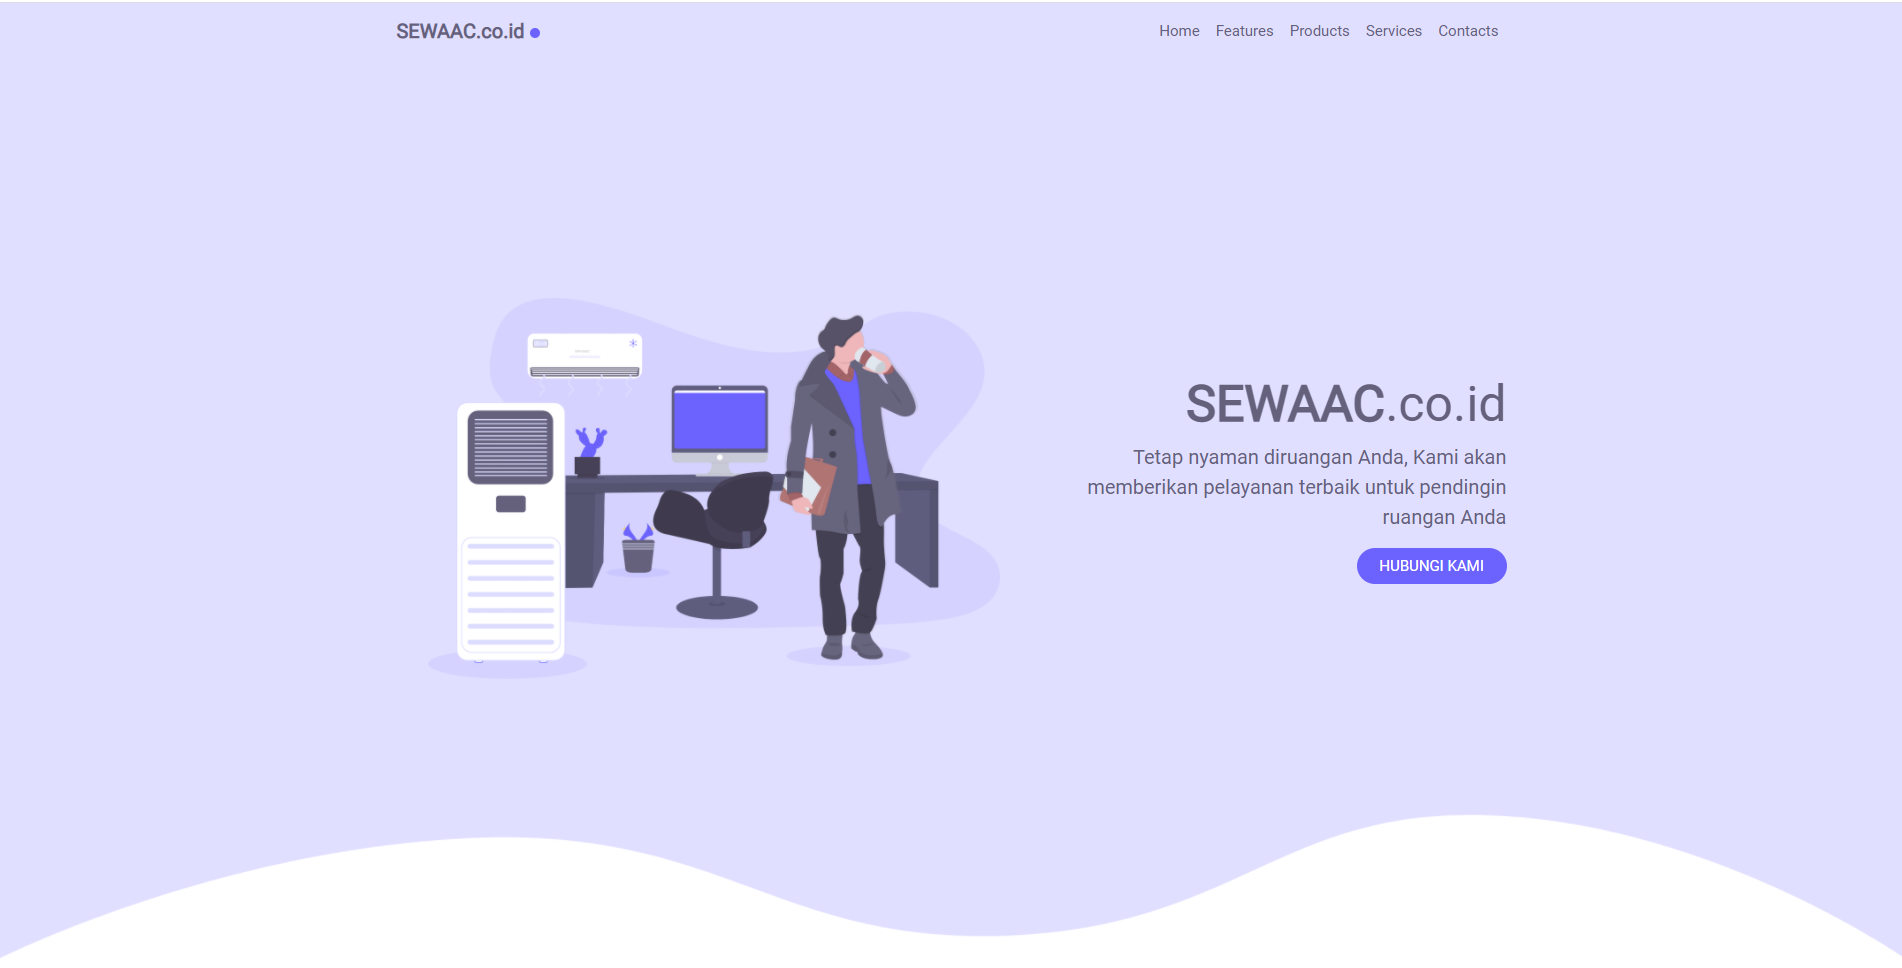 SEWAAC.co.id
Home Features Products Services Contacts
SEWAAC.co.id
Tetap nyaman diruangan Anda, Kami akan
memberikan pelayanan terbaik untuk pendingin
ruangan Anda
HUBUNGI KAMI